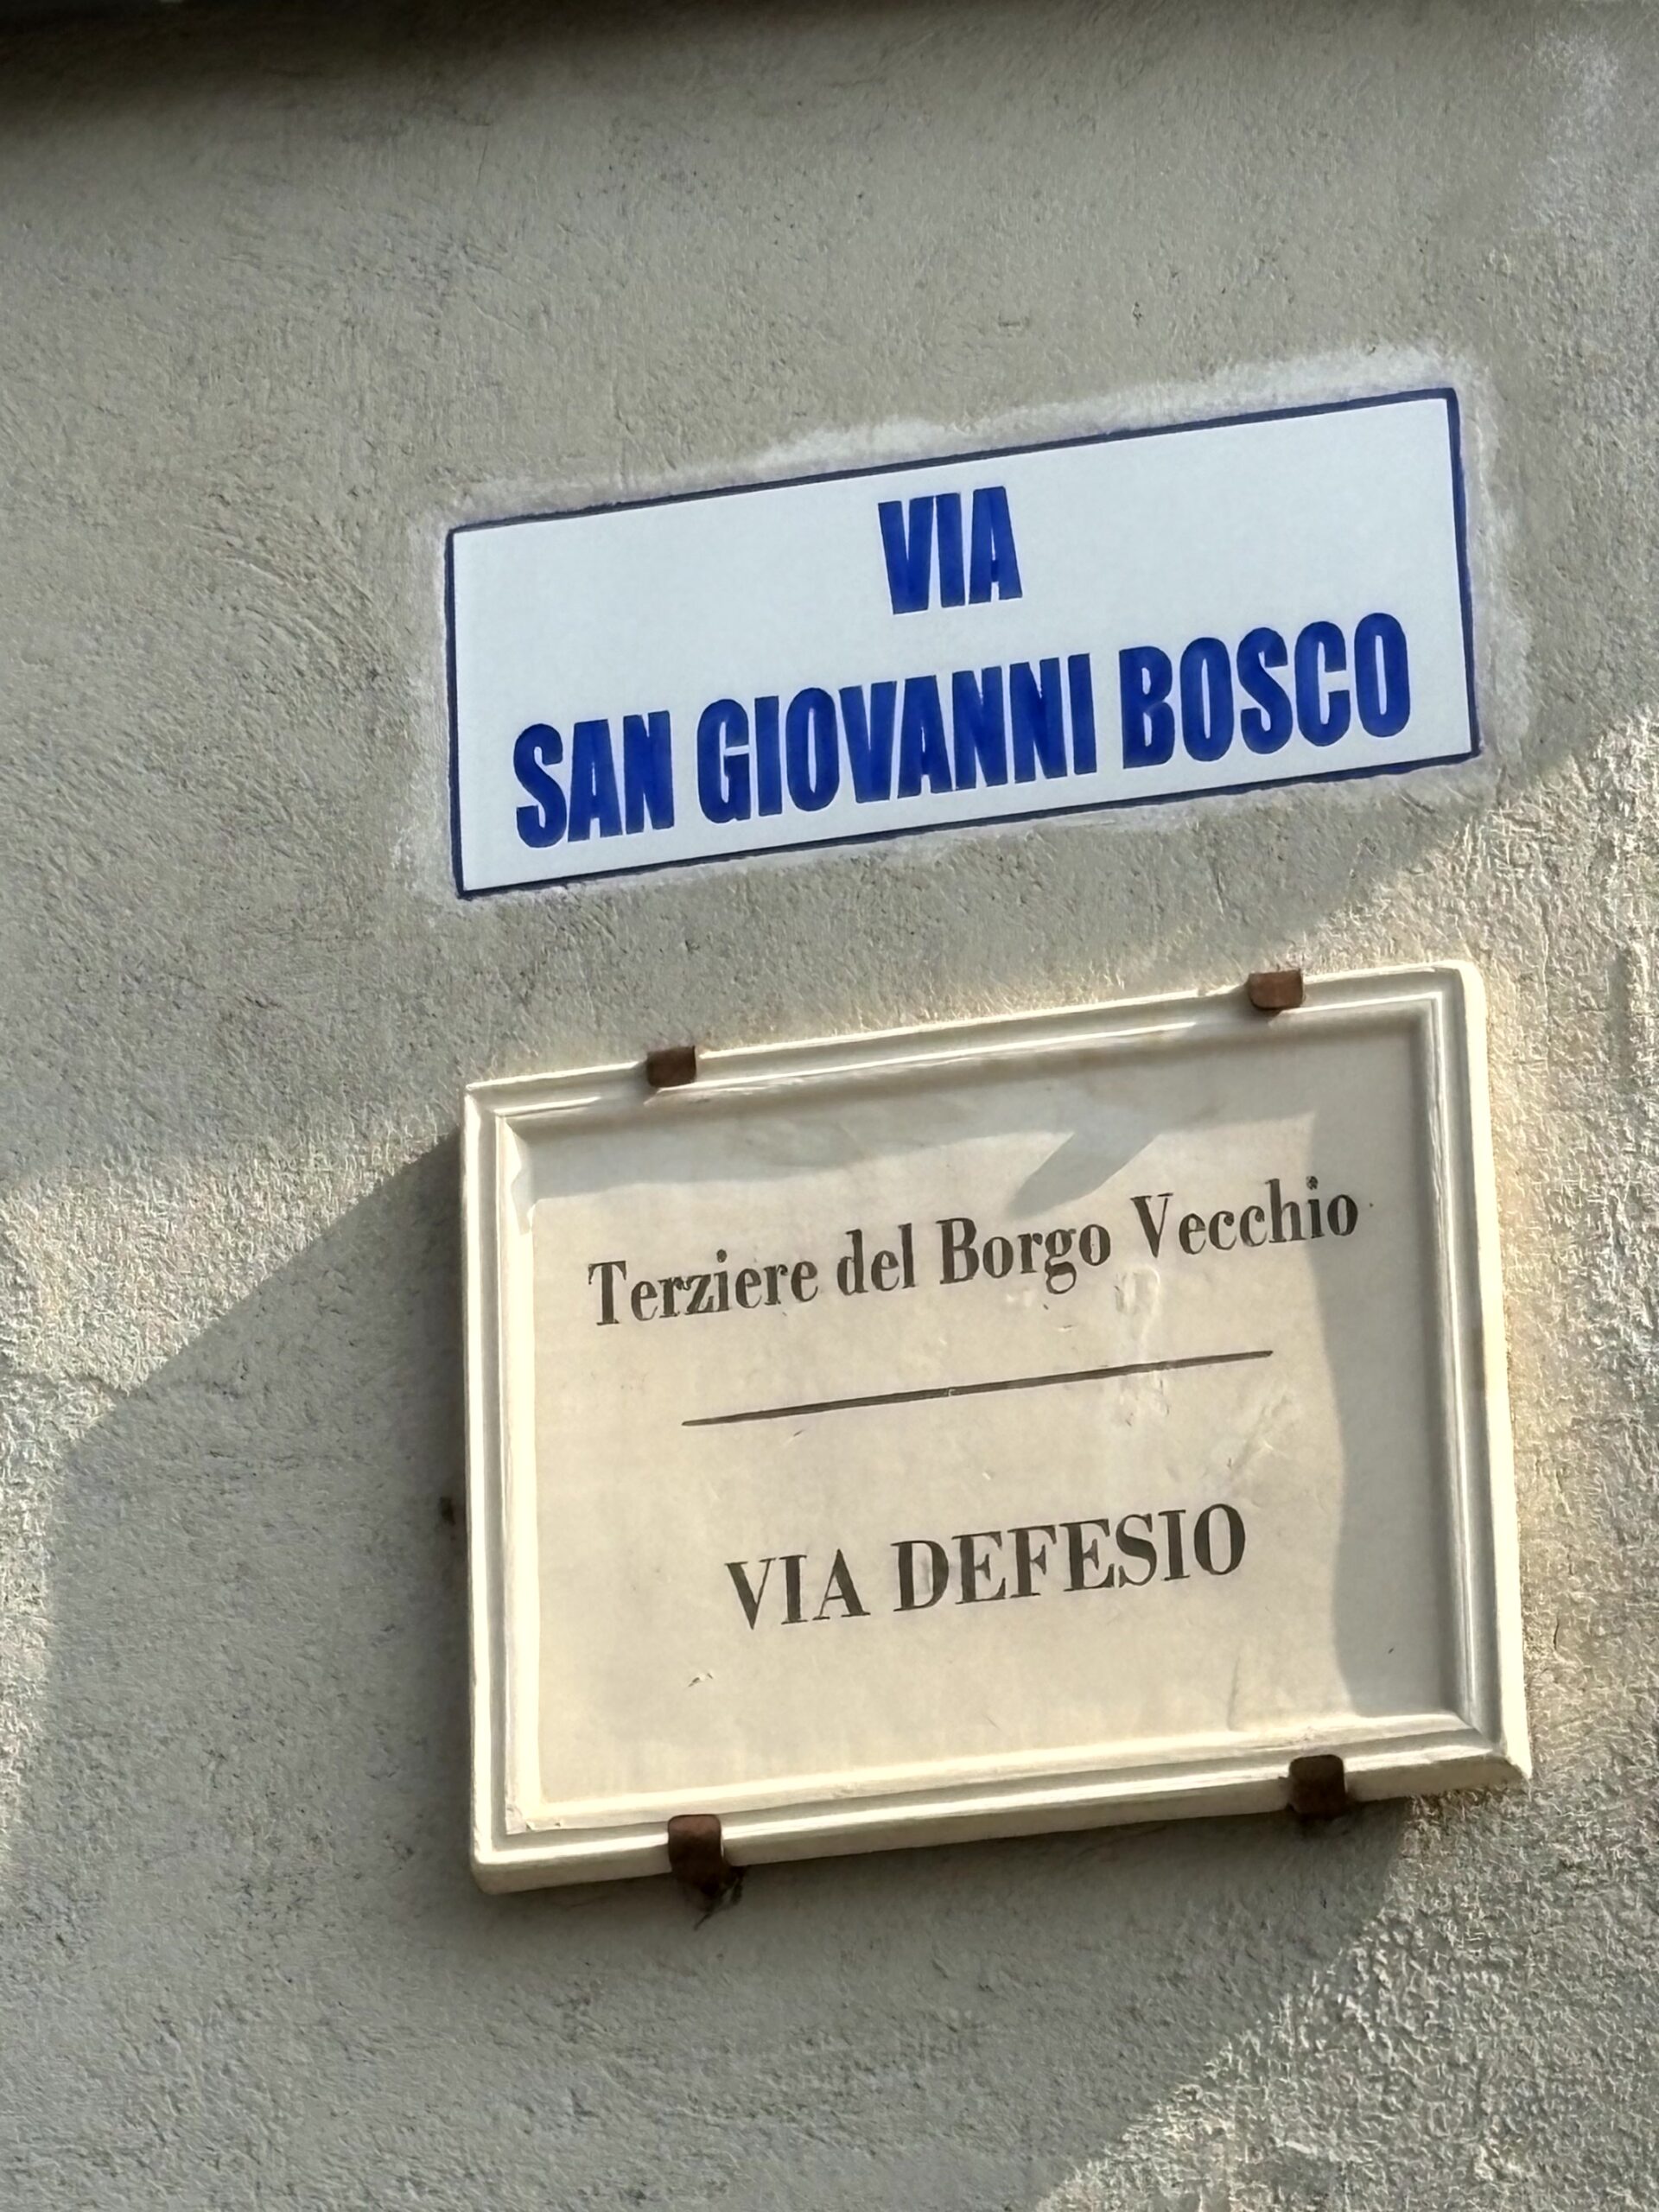 VIA
SAN GIOVANNI BOSCO
Terziere del Borgo Vecchio
VIA DEFESIO